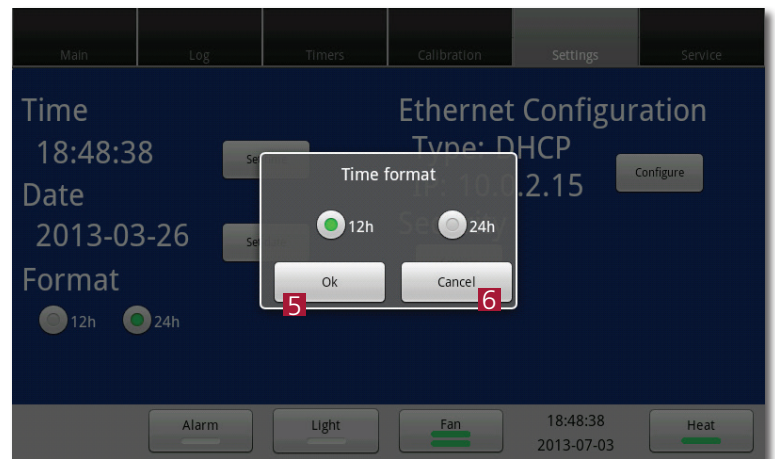 Main Log Timers Calibration Settings Service
Time
18:48:38
Date
2013-03-26
Format
12h 24h
Ethernet Configuration
Type: DHCP
IP: 10.0.2.15
Configure
Security
Time format
12h 24h
Ok Cancel
5 6
Alarm Light Fan 18:48:38 Heat
2013-07-03